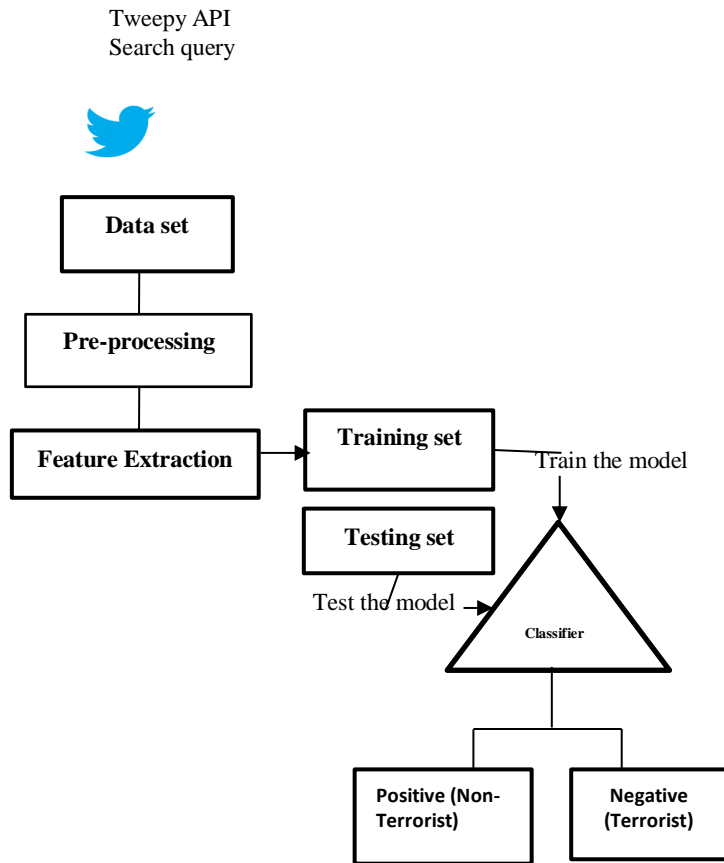 Tweepy API
Search query
Data set
Pre-processing
Feature Extraction
Training set
Train the model
Testing set
Test the model
Classifier
Positive (Non-
Terrorist)
Negative
(Terrorist)